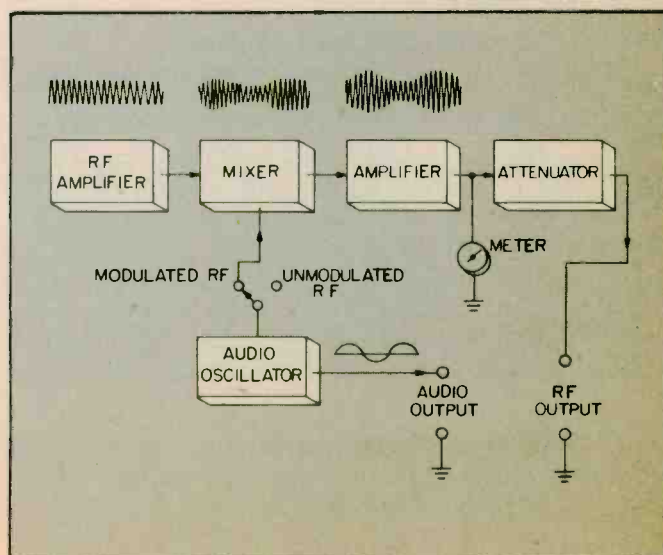 RF
AMPLIFIER
MIXER
AMPLIFIER
ATTENUATOR
METER
MODULATED RF
UNMODULATED
RF
AUDIO
OSCILLATOR
AUDIO
OUTPUT
RF
OUTPUT